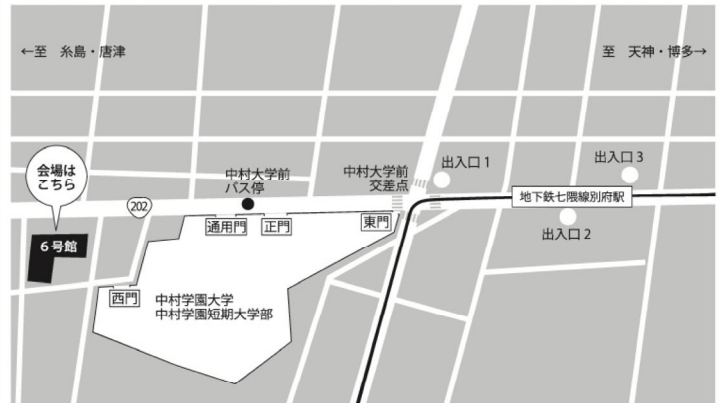 ←至　糸島・唐津
至　天神・博多→
会場は
こちら
中村大学前
バス停
中村大学前
交差点
出入口1
出入口3
202
地下鉄七隈線別府駅
出入口2
通用門
正門
東門
6号館
西門
中村学園大学
中村学園短期大学部